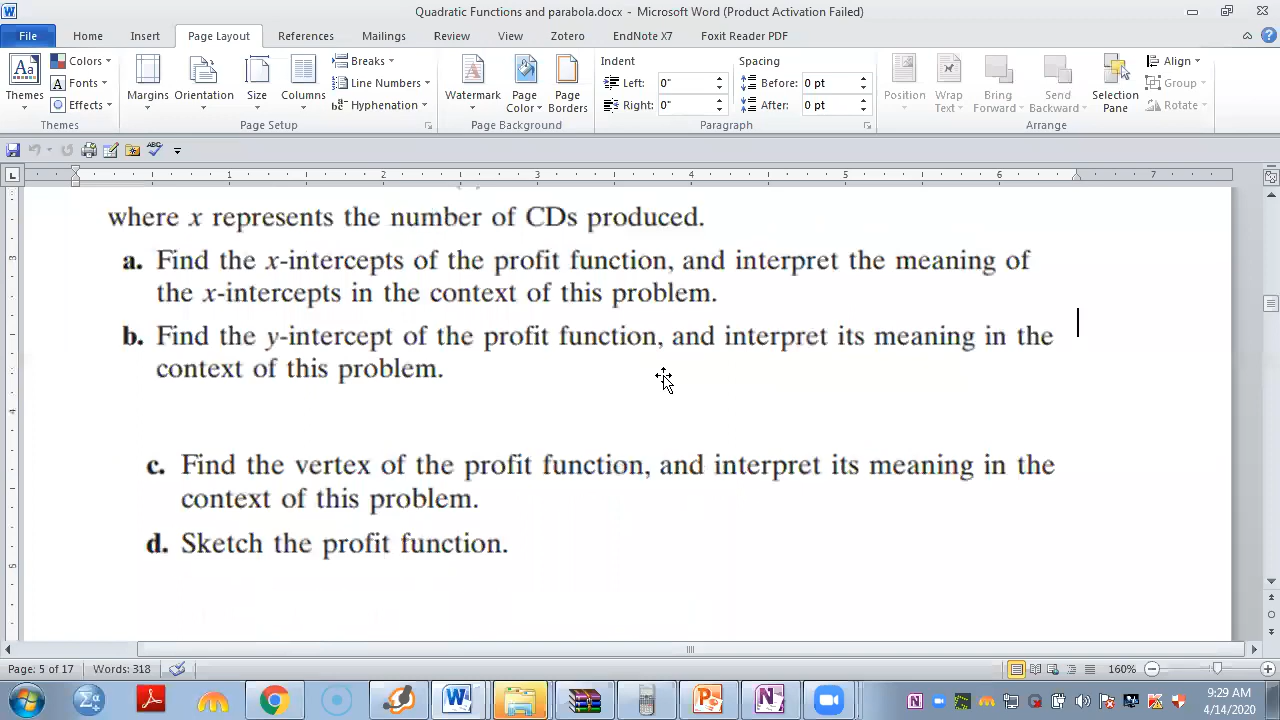 Quadratic Functions and parabola.docx - Microsoft Word (Product Activation Failed)
File Home Insert Page Layout References Mailings Review View Zotero EndNote X7 Foxit Reader PDF
Colors Breaks Indent Spacing Align
Fonts Line Numbers Left: 0" Before: 0 pt Group
Themes Effects Margins Orientation Size Columns Hyphenation Watermark Page Color Page Borders Right: 0" After: 0 pt Position Wrap Text Bring Forward Send Backward Selection Pane Rotate
Themes Page Setup Page Background Paragraph Arrange
1 2 3 4 5 6 7
where x represents the number of CDs produced.
a. Find the x-intercepts of the profit function, and interpret the meaning of
the x-intercepts in the context of this problem.
b. Find the y-intercept of the profit function, and interpret its meaning in the
context of this problem.
c. Find the vertex of the profit function, and interpret its meaning in the
context of this problem.
d. Sketch the profit function.
Page: 5 of 17 Words: 318 160%
9:29 AM
4/14/2020